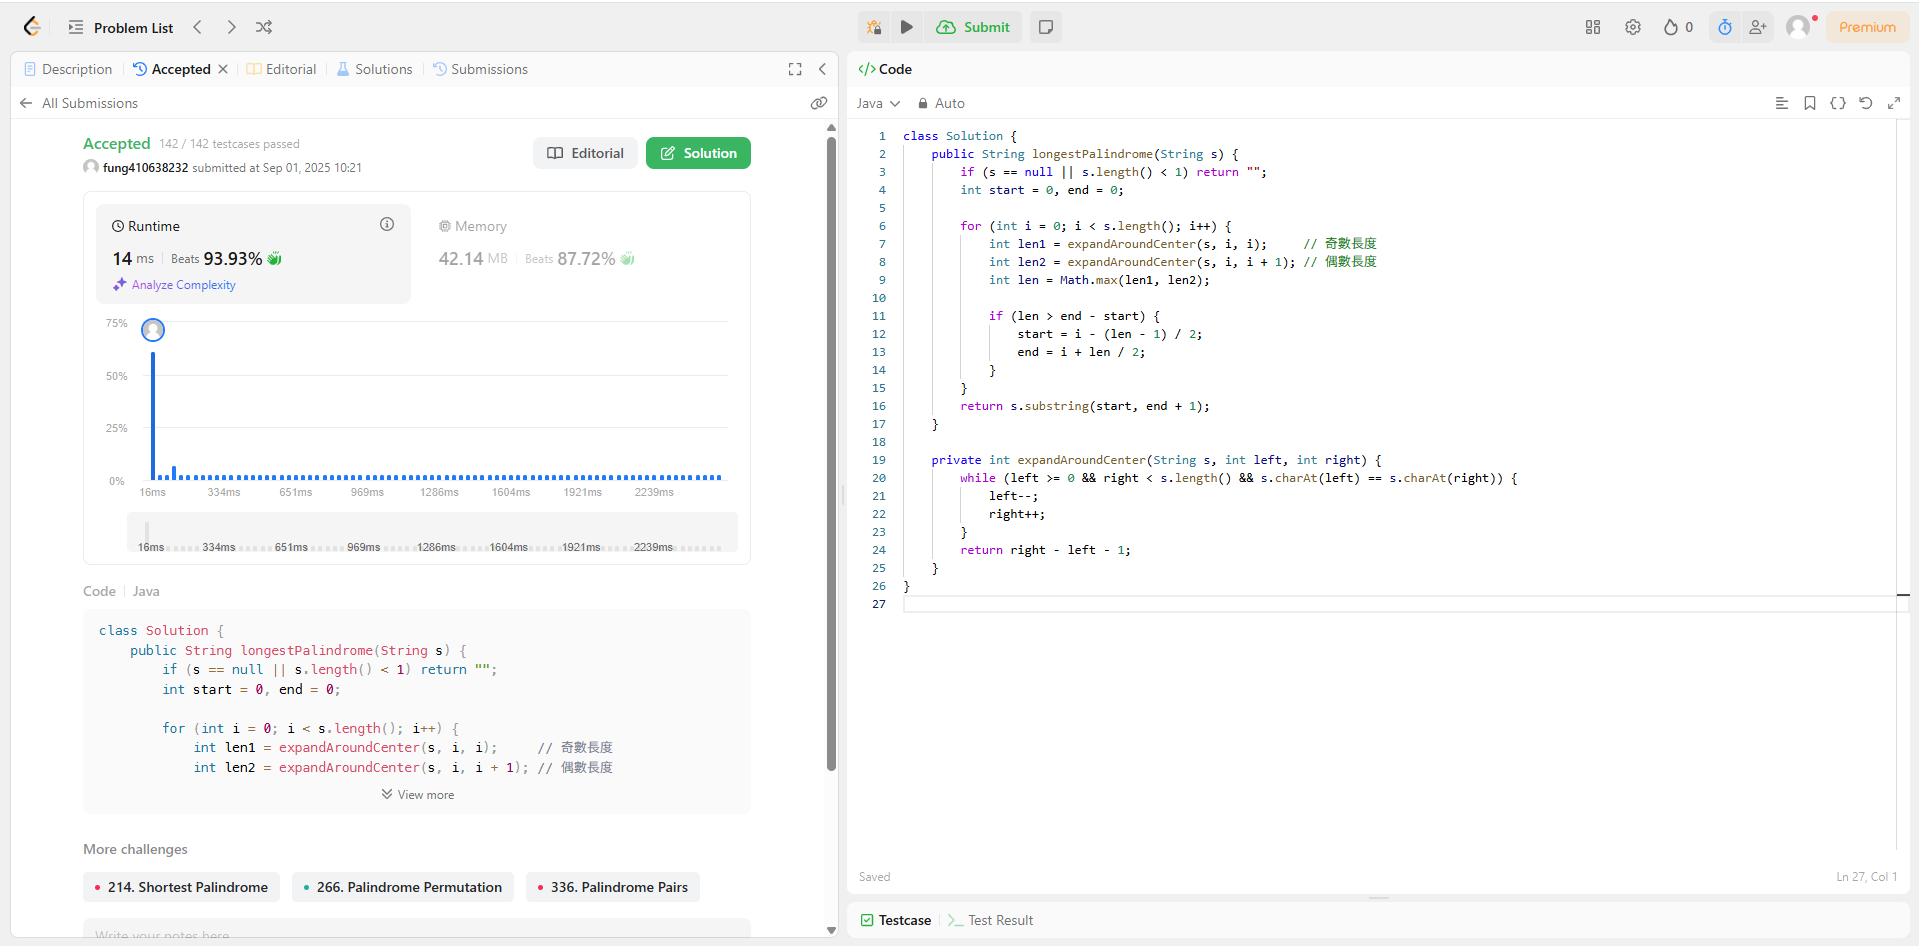 Problem List
Submit
0
Premium
Description
Accepted
Editorial
Solutions
Submissions
All Submissions
Accepted 142 / 142 testcases passed
fung410638232 submitted at Sep 01, 2025 10:21
Editorial
Solution
Runtime
14 ms Beats 93.93%
Analyze Complexity
Memory
42.14 MB Beats 87.72%
75%
50%
25%
0%
16ms 334ms 651ms 969ms 1286ms 1604ms 1921ms 2239ms
16ms 334ms 651ms 969ms 1286ms 1604ms 1921ms 2239ms
Code Java
class Solution {
    public String longestPalindrome(String s) {
        if (s == null || s.length() < 1) return "";
        int start = 0, end = 0;
        for (int i = 0; i < s.length(); i++) {
            int len1 = expandAroundCenter(s, i, i);     // 奇數長度
            int len2 = expandAroundCenter(s, i, i + 1); // 偶數長度
View more
More challenges
214. Shortest Palindrome
266. Palindrome Permutation
336. Palindrome Pairs
Write your notes here
</> Code
Java
Auto
1 class Solution {
2     public String longestPalindrome(String s) {
3         if (s == null || s.length() < 1) return "";
4         int start = 0, end = 0;
5
6         for (int i = 0; i < s.length(); i++) {
7             int len1 = expandAroundCenter(s, i, i);     // 奇數長度
8             int len2 = expandAroundCenter(s, i, i + 1); // 偶數長度
9             int len = Math.max(len1, len2);
10
11             if (len > end - start) {
12                 start = i - (len - 1) / 2;
13                 end = i + len / 2;
14             }
15         }
16         return s.substring(start, end + 1);
17     }
18
19     private int expandAroundCenter(String s, int left, int right) {
20         while (left >= 0 && right < s.length() && s.charAt(left) == s.charAt(right)) {
21             left--;
22             right++;
23         }
24         return right - left - 1;
25     }
26 }
27
Saved
Ln 27, Col 1
Testcase
Test Result